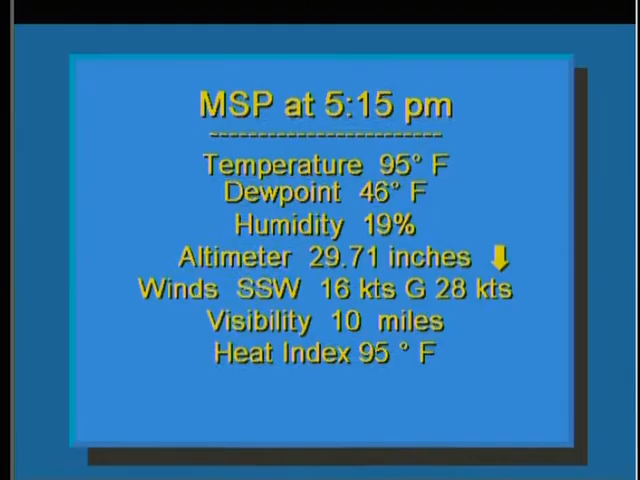 MSP at 5:15 pm
~~~~~~~~~~~~~~~~~~~~~~~~
Temperature 95° F
Dewpoint 46° F
Humidity 19%
Altimeter 29.71 inches ⬇
Winds SSW 16 kts G 28 kts
Visibility 10 miles
Heat Index 95 ° F